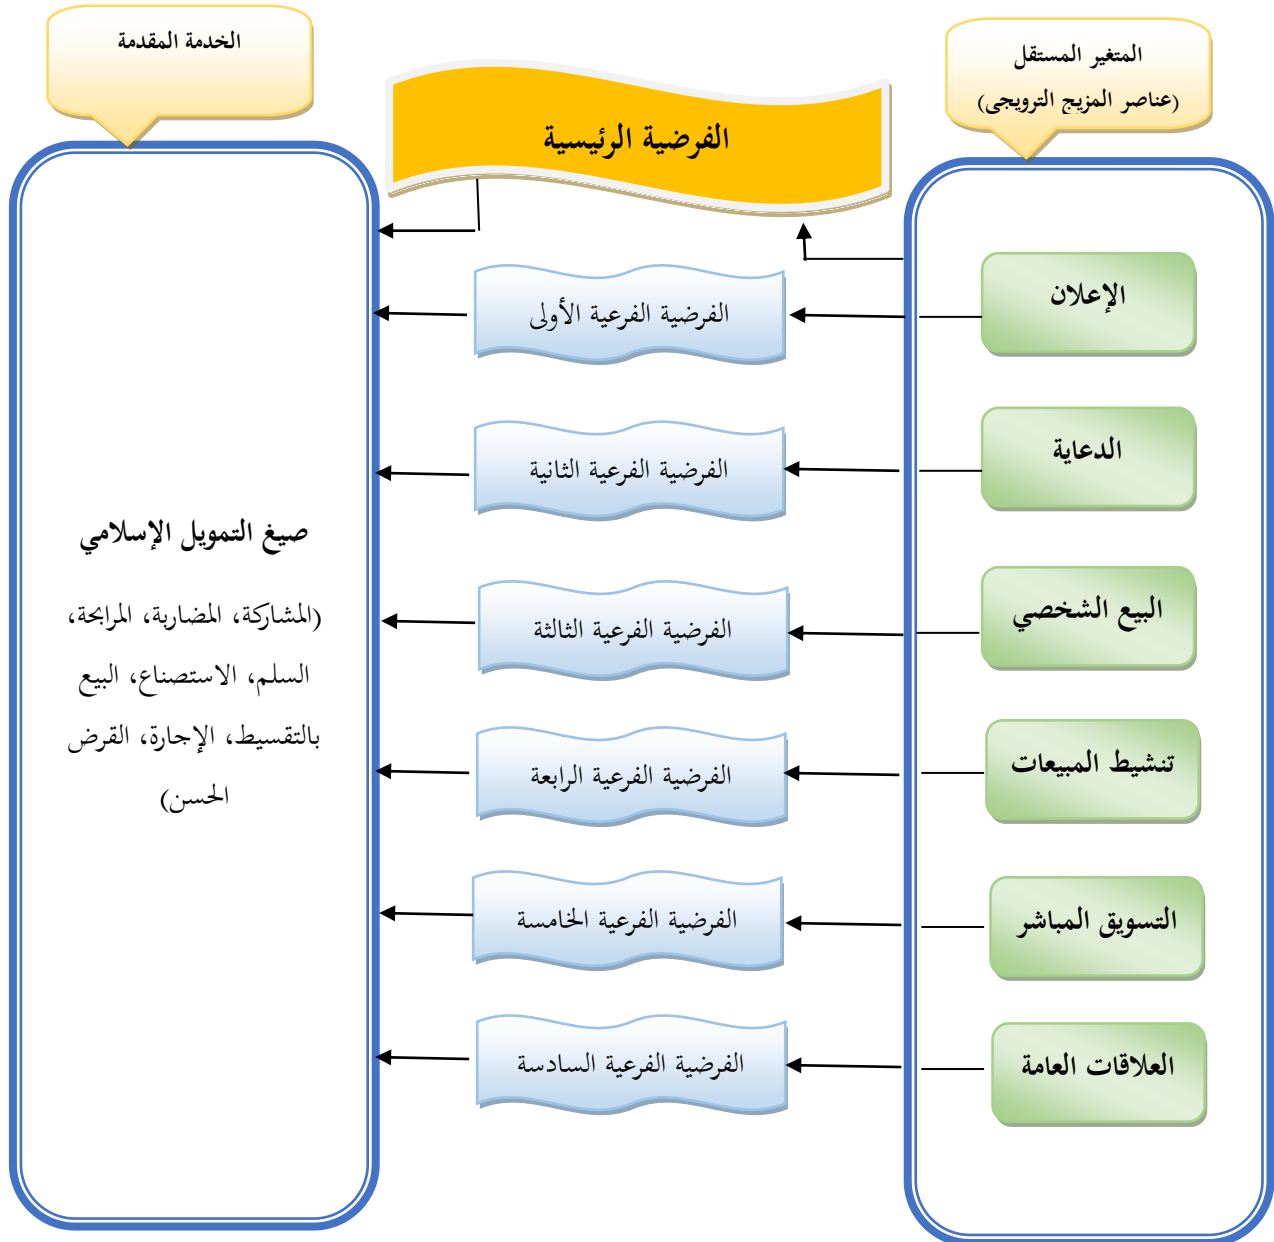 المتغير المستقل
(عناصر المزيج الترويجي)
الخدمة المقدمة
الفرضية الرئيسية
الإعلان
الفرضية الفرعية الأولى
الدعاية
الفرضية الفرعية الثانية
البيع الشخصي
الفرضية الفرعية الثالثة
تنشيط المبيعات
الفرضية الفرعية الرابعة
التسويق المباشر
الفرضية الفرعية الخامسة
العلاقات العامة
الفرضية الفرعية السادسة
صيغ التمويل الإسلامي
(المشاركة، المضاربة، المرابحة،
السلم، الاستصناع، البيع
بالتقسيط، الإجارة، القرض
الحسن)